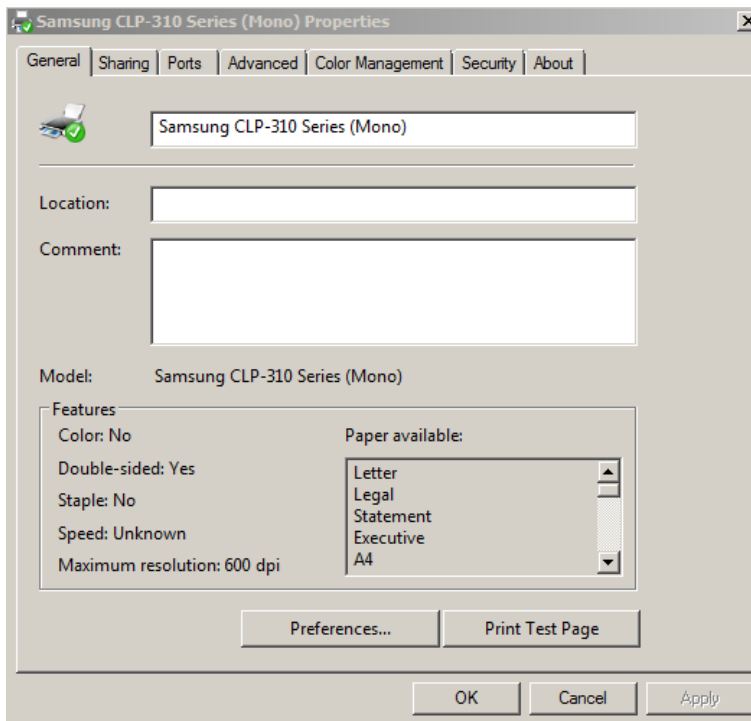 Samsung CLP-310 Series (Mono) Properties
General Sharing Ports Advanced Color Management Security About
Samsung CLP-310 Series (Mono)
Location:
Comment:
Model: Samsung CLP-310 Series (Mono)
Features
Color: No
Double-sided: Yes
Staple: No
Speed: Unknown
Maximum resolution: 600 dpi
Paper available:
Letter
Legal
Statement
Executive
A4
Preferences... Print Test Page
OK Cancel Apply